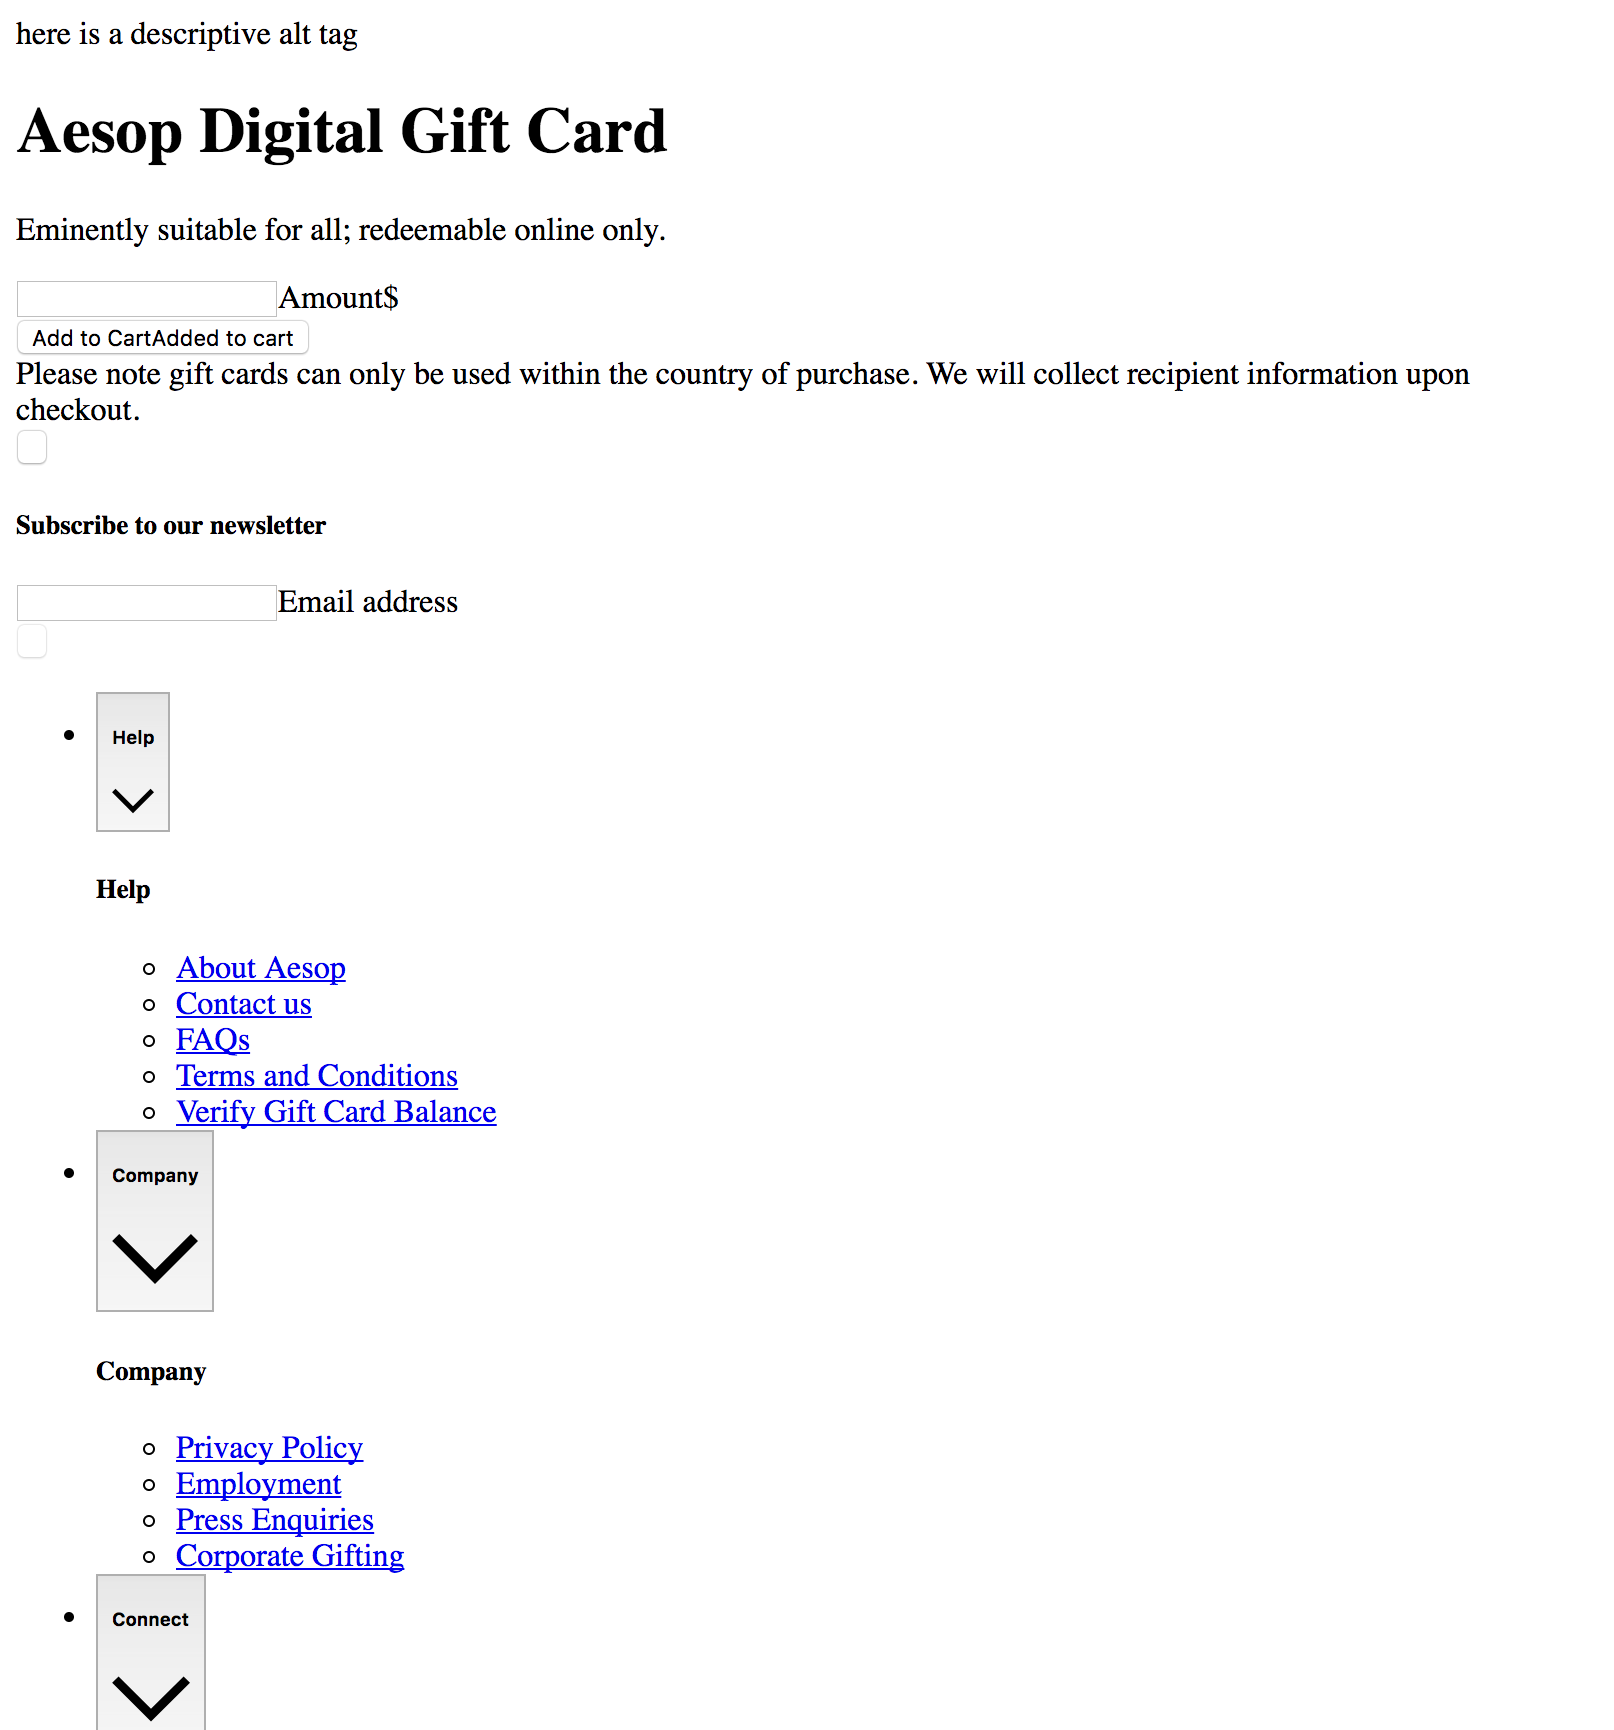 here is a descriptive alt tag
Aesop Digital Gift Card
Eminently suitable for all; redeemable online only.
Amount$
Add to CartAdded to cart
Please note gift cards can only be used within the country of purchase. We will collect recipient information upon
checkout.
Subscribe to our newsletter
Email address
Help
Help
About Aesop
Contact us
FAQs
Terms and Conditions
Verify Gift Card Balance
Company
Company
Privacy Policy
Employment
Press Enquiries
Corporate Gifting
Connect